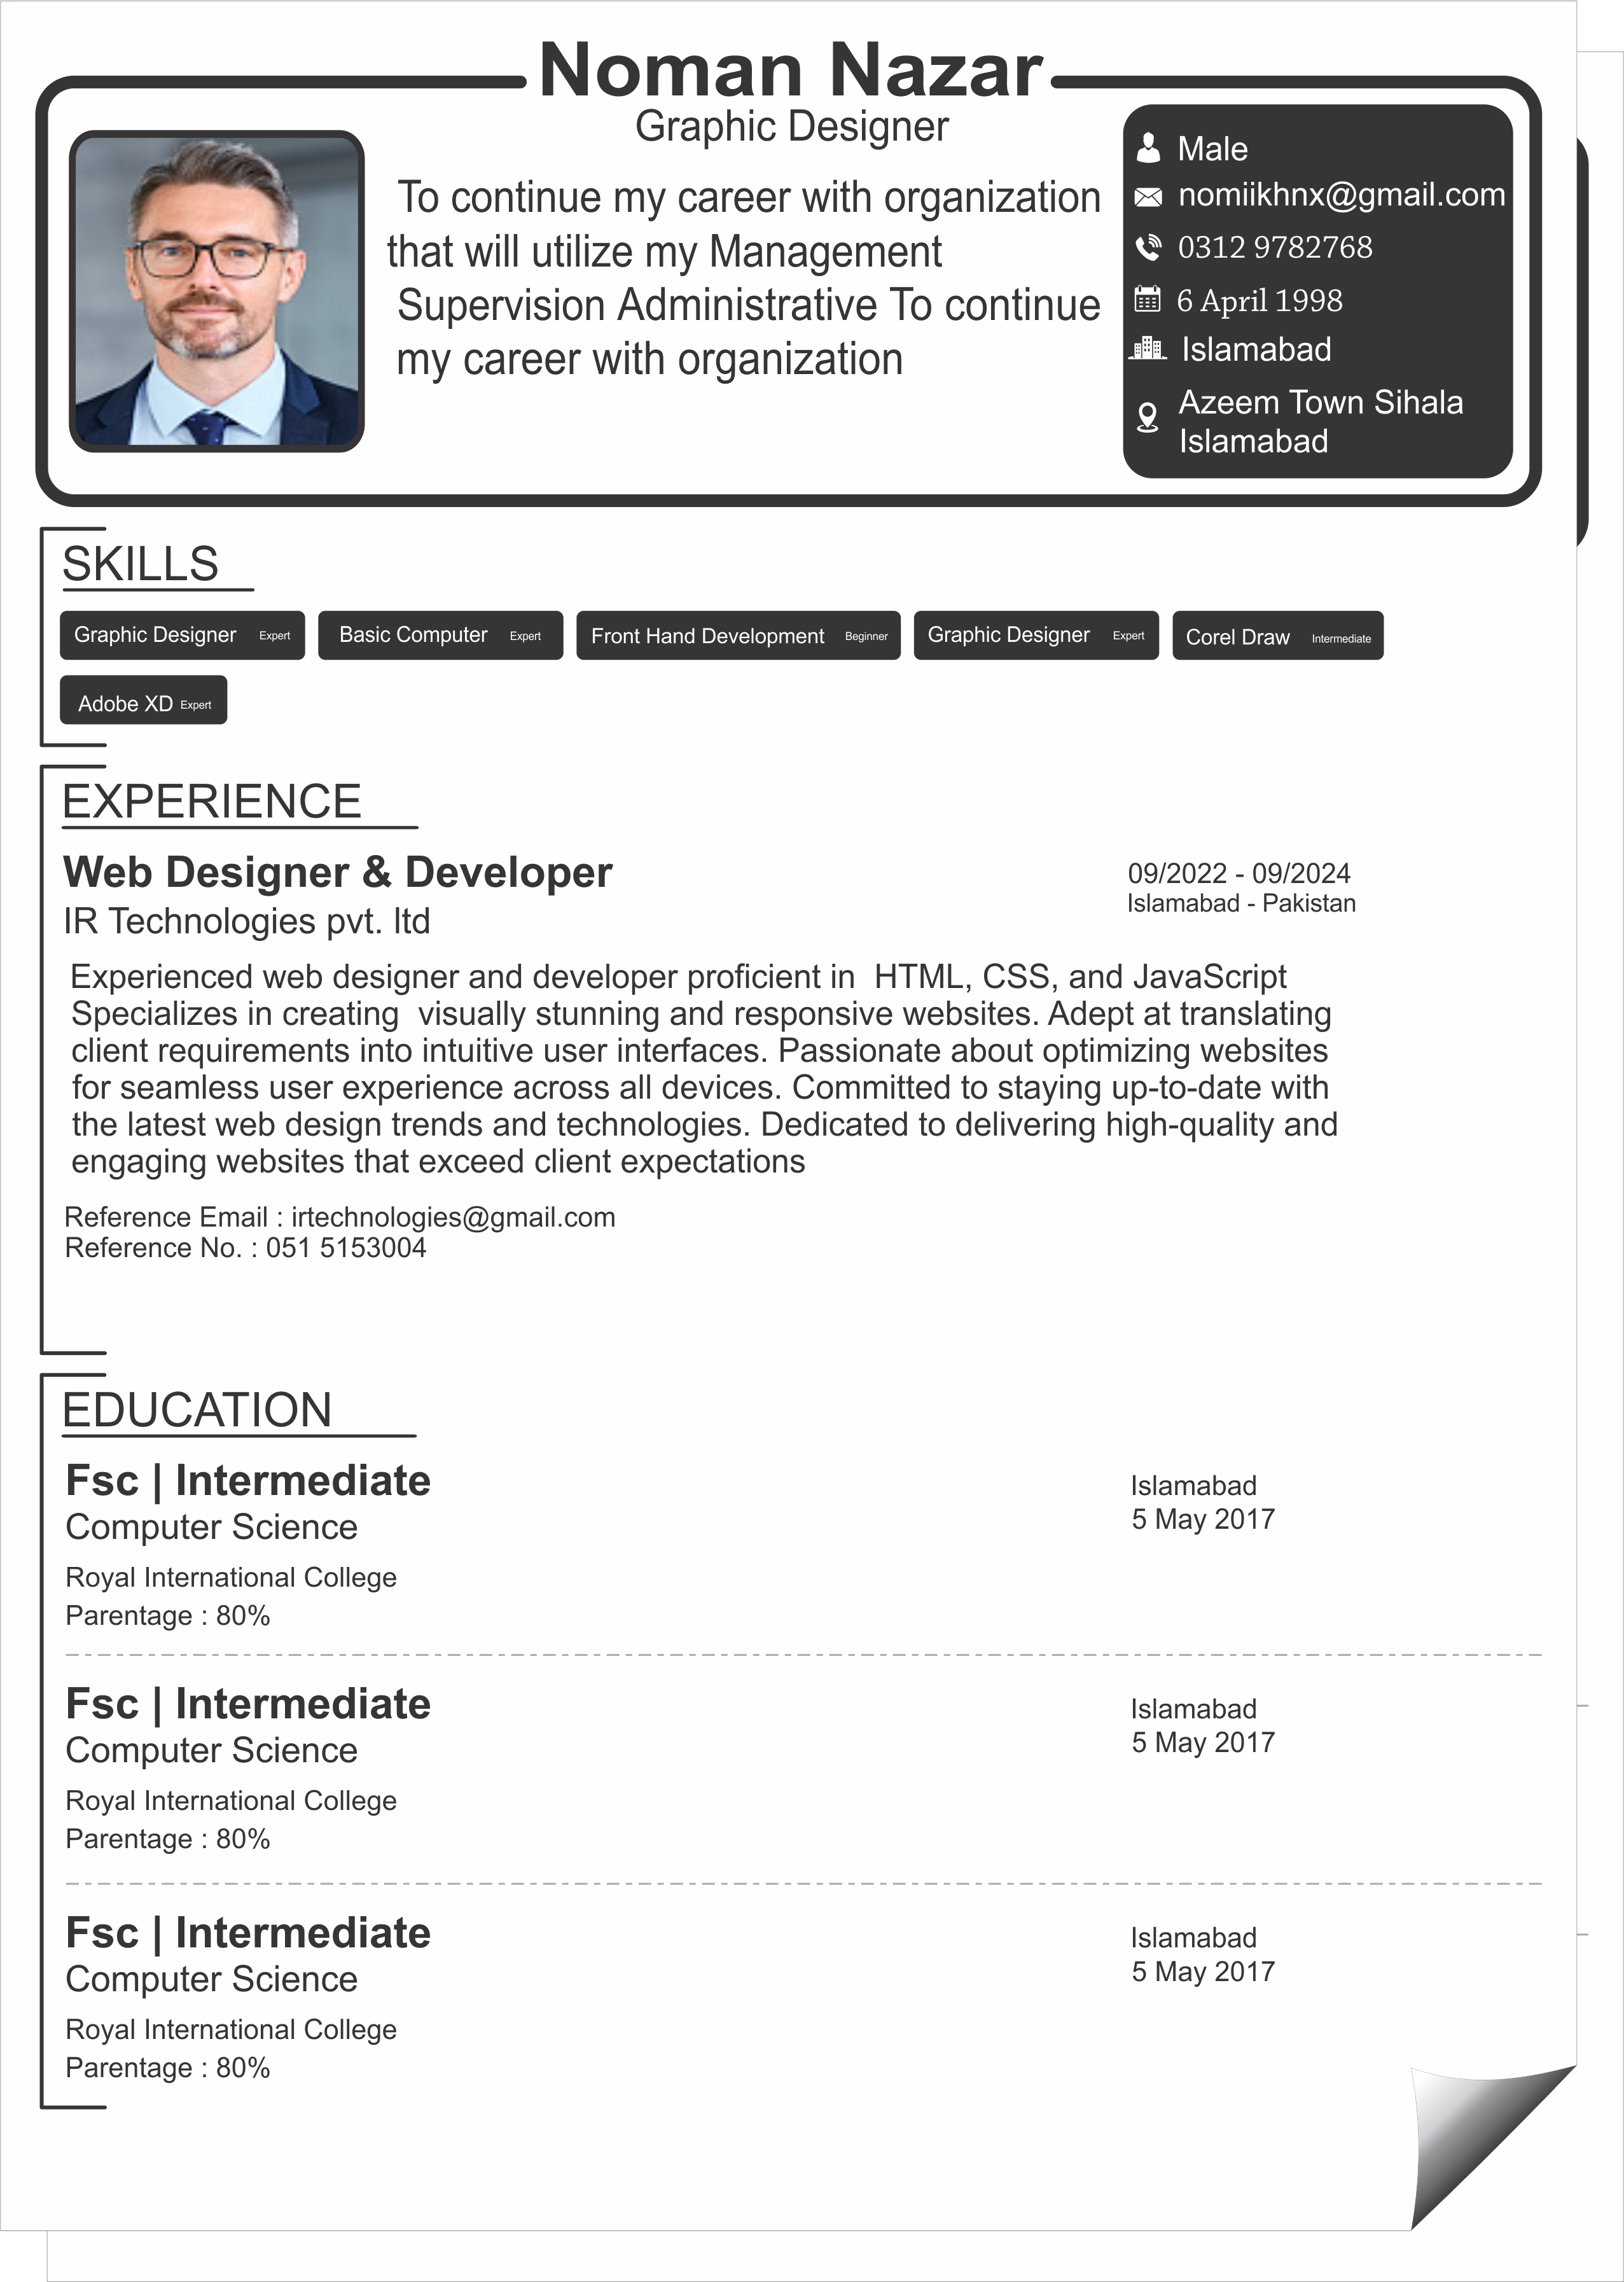 Noman Nazar
Graphic Designer
To continue my career with organization
that will utilize my Management
Supervision Administrative To continue
my career with organization
Male
nomiikhnx@gmail.com
0312 9782768
6 April 1998
Islamabad
Azeem Town Sihala
Islamabad
SKILLS
Graphic Designer Expert
Basic Computer Expert
Front Hand Development Beginner
Graphic Designer Expert
Corel Draw Intermediate
Adobe XD Expert
EXPERIENCE
Web Designer & Developer
09/2022 - 09/2024
IR Technologies pvt. ltd
Islamabad - Pakistan
Experienced web designer and developer proficient in HTML, CSS, and JavaScript
Specializes in creating visually stunning and responsive websites. Adept at translating
client requirements into intuitive user interfaces. Passionate about optimizing websites
for seamless user experience across all devices. Committed to staying up-to-date with
the latest web design trends and technologies. Dedicated to delivering high-quality and
engaging websites that exceed client expectations
Reference Email : irtechnologies@gmail.com
Reference No. : 051 5153004
EDUCATION
Fsc | Intermediate
Islamabad
Computer Science
5 May 2017
Royal International College
Parentage : 80%
Fsc | Intermediate
Islamabad
Computer Science
5 May 2017
Royal International College
Parentage : 80%
Fsc | Intermediate
Islamabad
Computer Science
5 May 2017
Royal International College
Parentage : 80%